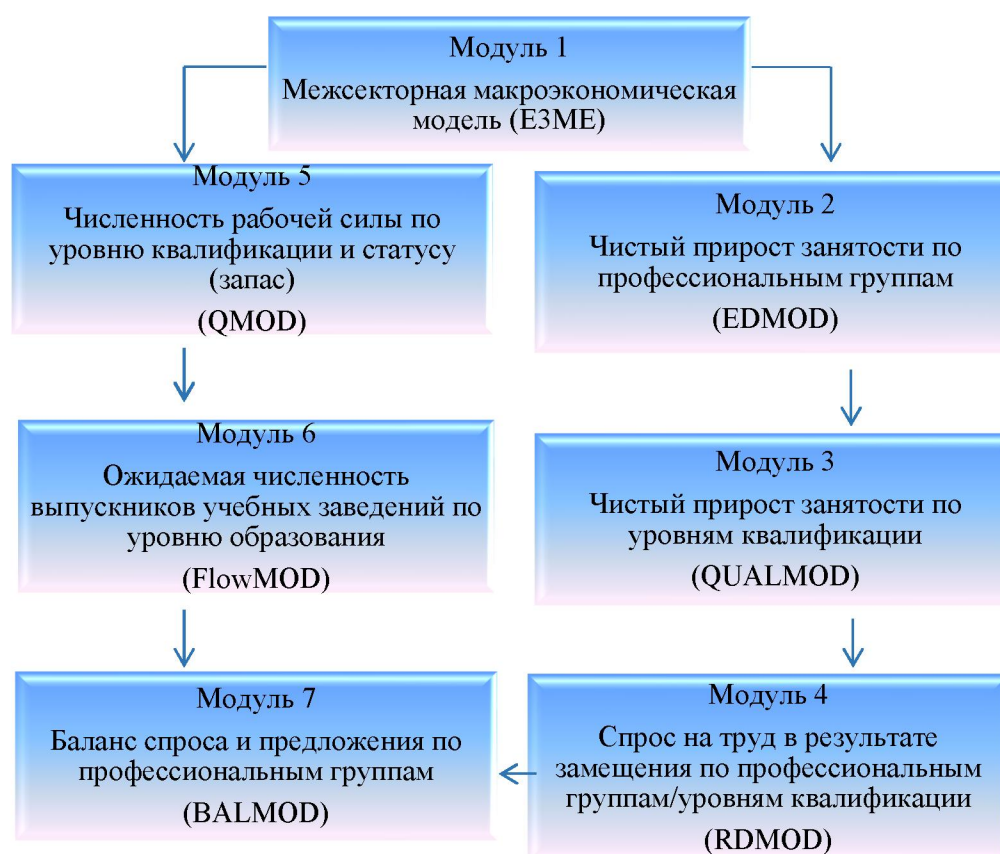 Модуль 1
Межсекторная макроэкономическая
модель (E3ME)
Модуль 5
Численность рабочей силы по
уровню квалификации и статусу
(запас)
(QMOD)
Модуль 2
Чистый прирост занятости по
профессиональным группам
(EDMOD)
Модуль 6
Ожидаемая численность
выпускников учебных заведений по
уровню образования
(FlowMOD)
Модуль 3
Чистый прирост занятости по
уровням квалификации
(QUALMOD)
Модуль 7
Баланс спроса и предложения по
профессиональным группам
(BALMOD)
Модуль 4
Спрос на труд в результате
замещения по профессиональным
группам/уровням квалификации
(RDMOD)